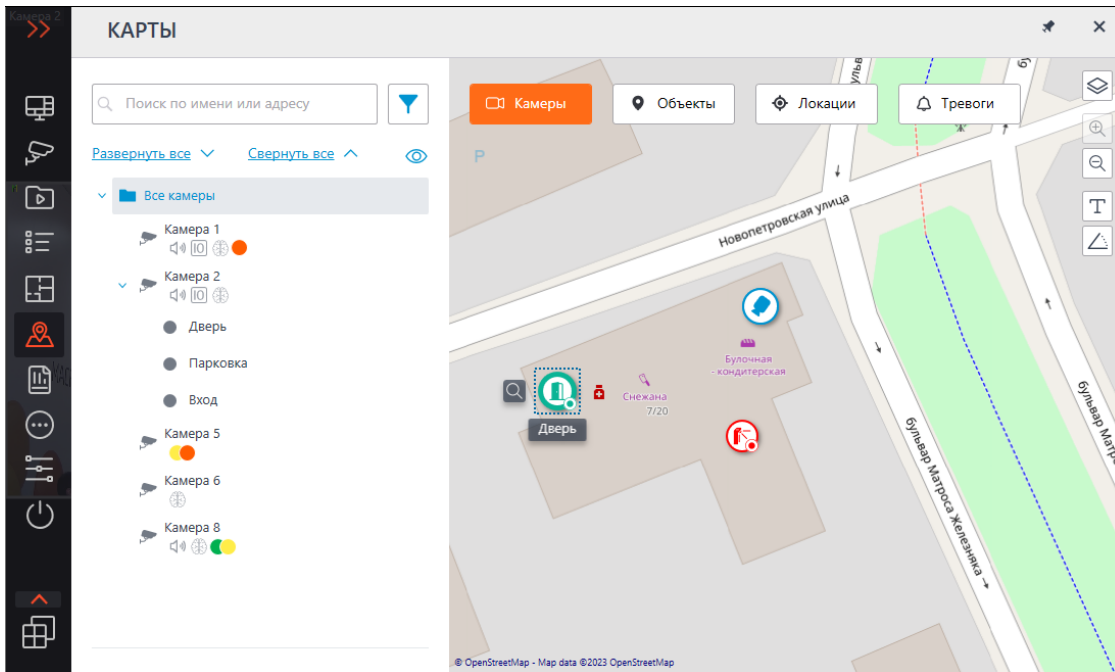 Камера 2
КАРТЫ
Поиск по имени или адресу
Развернуть все
Свернуть все
Все камеры
Камера 1
IO
Камера 2
IO
Дверь
Парковка
Вход
Камера 5
Камера 6
Камера 8
Камеры
Объекты
Локации
Тревоги
P
T
Новопетровская улица
Булочная
- кондитерская
Снежана
7/20
Дверь
бульвар Матроса Железняка
© OpenStreetMap - Map data ©2023 OpenStreetMap